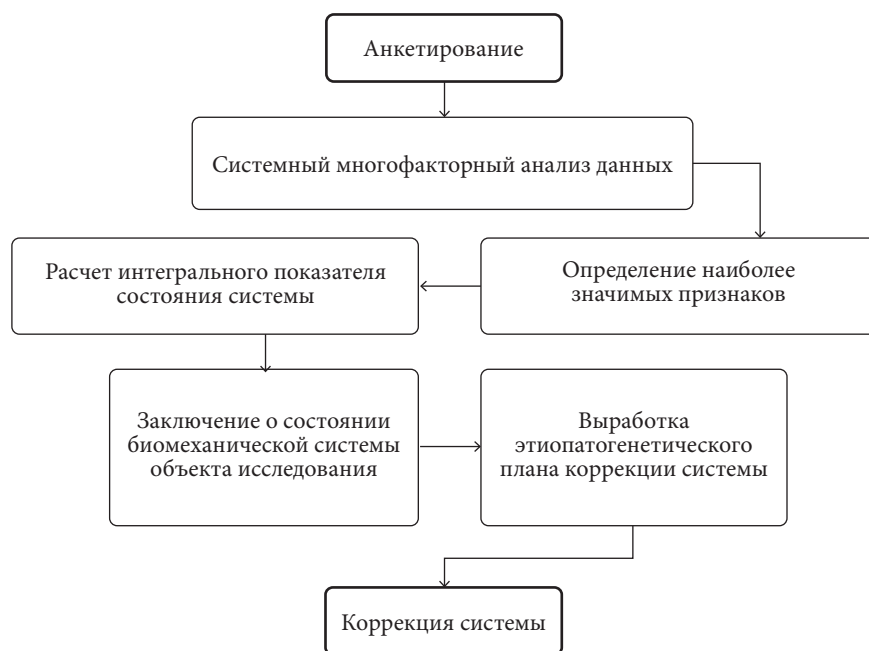 Анкетирование
Системный многофакторный анализ данных
Определение наиболее
значимых признаков
Расчет интегрального показателя
состояния системы
Заключение о состоянии
биомеханической системы
объекта исследования
Выработка
этиопатогенетического
плана коррекции системы
Коррекция системы